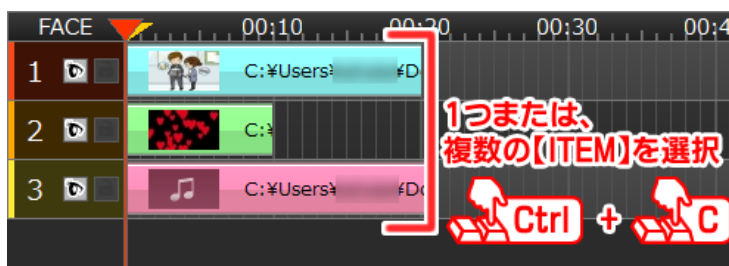 FACE 00:10 00:20 00:30 00:4
1 C:¥Users¥ ¥D
2 C:¥
3 C:¥Users¥ ¥Do
1つまたは、
複数の【ITEM】を選択
Ctrl + C